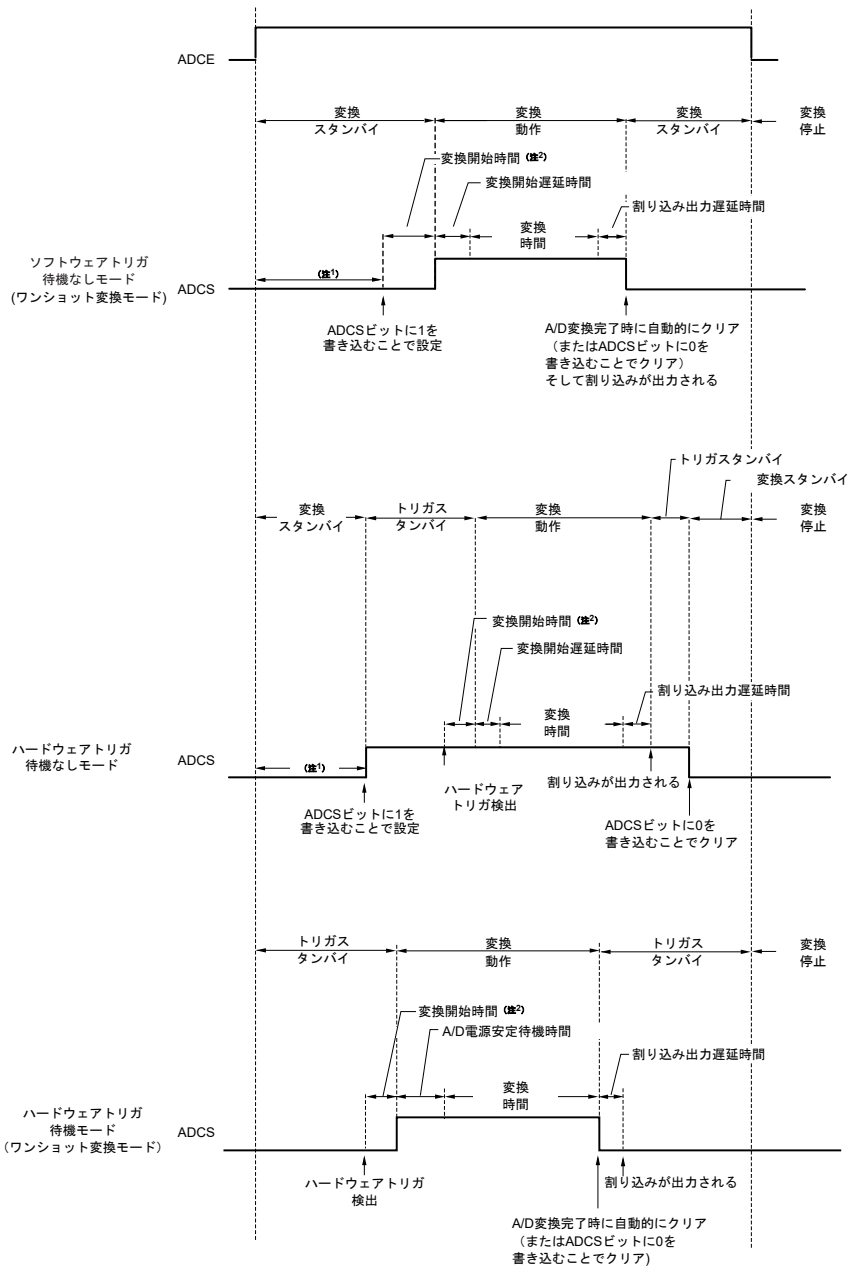 ADCE
変換
スタンバイ
変換
動作
変換
スタンバイ
変換
停止
変換開始時間 (注2)
変換開始遅延時間
割り込み出力遅延時間
変換
時間
ソフトウェアトリガ
待機なしモード
(ワンショット変換モード)
ADCS
(注1)
ADCSビットに1を
書き込むことで設定
A/D変換完了時に自動的にクリア
（またはADCSビットに0を
書き込むことでクリア）
そして割り込みが出力される
トリガスタンバイ
変換スタンバイ
変換
スタンバイ
トリガス
タンバイ
変換
動作
変換
停止
変換開始時間 (注2)
変換開始遅延時間
割り込み出力遅延時間
変換
時間
ハードウェアトリガ
待機なしモード
ADCS
(注1)
ADCSビットに1を
書き込むことで設定
ハードウェア
トリガ検出
割り込みが出力される
ADCSビットに0を
書き込むことでクリア
トリガス
タンバイ
変換
動作
トリガス
タンバイ
変換
停止
変換開始時間 (注2)
A/D電源安定待機時間
割り込み出力遅延時間
変換
時間
ハードウェアトリガ
待機モード
（ワンショット変換モード）
ADCS
ハードウェアトリガ
検出
割り込みが出力される
A/D変換完了時に自動的にクリア
（またはADCSビットに0を
書き込むことでクリア)